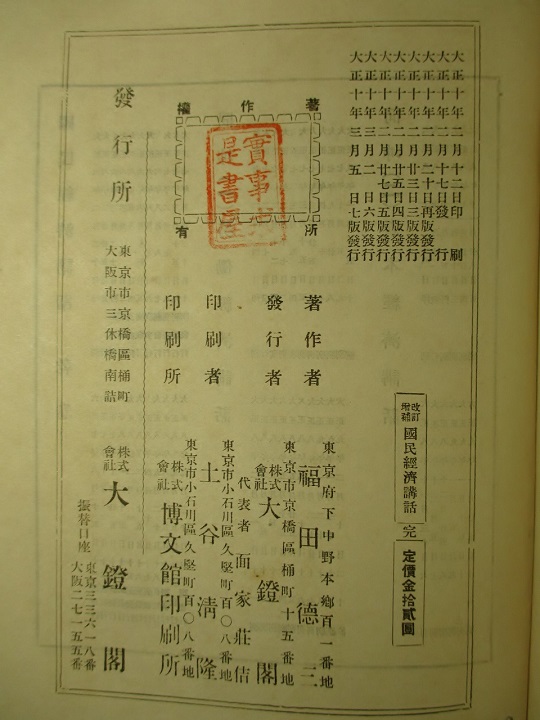 大正十年二月十二日印刷
大正十年二月十七日發行
大正十年二月二十日再版發行
大正十年二月廿三日三版發行
大正十年二月廿五日四版發行
大正十年二月廿七日五版發行
大正十年三月二日六版發行
大正十年三月五日七版發行
改訂增補 國民經濟講話 完
定價金拾貳圓
著作權所有
實事
是書屋
著作者
東京府下中野本鄉百一番地
福田德三
發行者
東京市京橋區桶町十五番地
株式會社 大鐙閣
代表者 面家莊佶
印刷者
東京市小石川區久堅町百〇八番地
土谷淸隆
印刷所
東京市小石川區久堅町百〇八番地
株式會社 博文館印刷所
發行所
東京市京橋區桶町
大阪市三休橋南詰
株式會社 大鐙閣
振替口座
東京三三六一八番
大阪二七一五五番